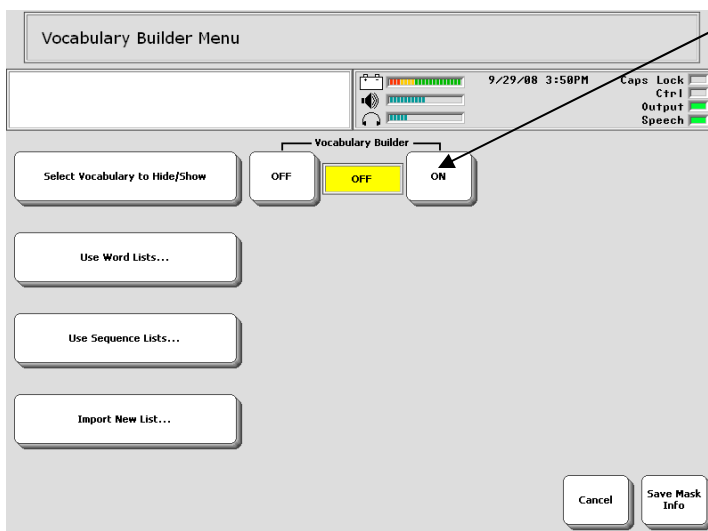 Vocabulary Builder Menu
9/29/08 3:50PM
Caps Lock
Ctrl
Output
Speech
Vocabulary Builder
Select Vocabulary to Hide/Show
OFF
OFF
ON
Use Word Lists...
Use Sequence Lists...
Import New List...
Cancel
Save Mask
Info